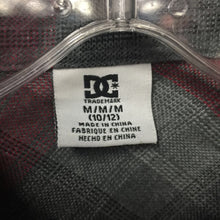 DC
TRADEMARK
M/M/M
(10/12)
MADE IN CHINA
FABRIQUE EN CHINE
HECHO EN CHINA